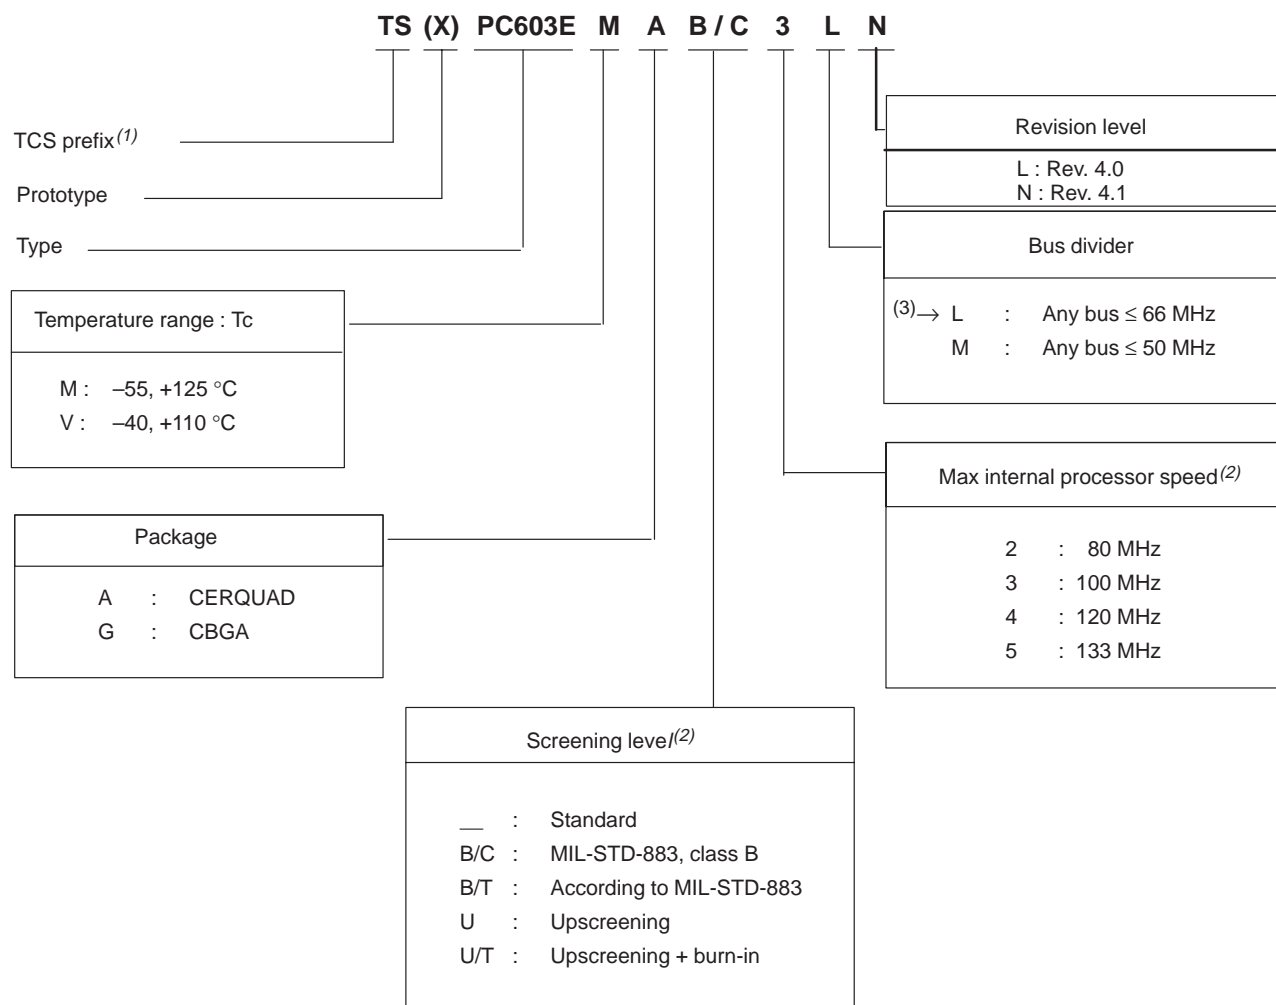 TS (X) PC603E M A B / C 3 L N
TCS prefix(1)
Prototype
Type
Temperature range : Tc
M : –55, +125 °C
V : –40, +110 °C
Package
A : CERQUAD
G : CBGA
Screening level(2)
__ : Standard
B/C : MIL-STD-883, class B
B/T : According to MIL-STD-883
U : Upscreening
U/T : Upscreening + burn-in
Revision level
L : Rev. 4.0
N : Rev. 4.1
Bus divider
(3)→ L : Any bus ≤ 66 MHz
M : Any bus ≤ 50 MHz
Max internal processor speed(2)
2 : 80 MHz
3 : 100 MHz
4 : 120 MHz
5 : 133 MHz